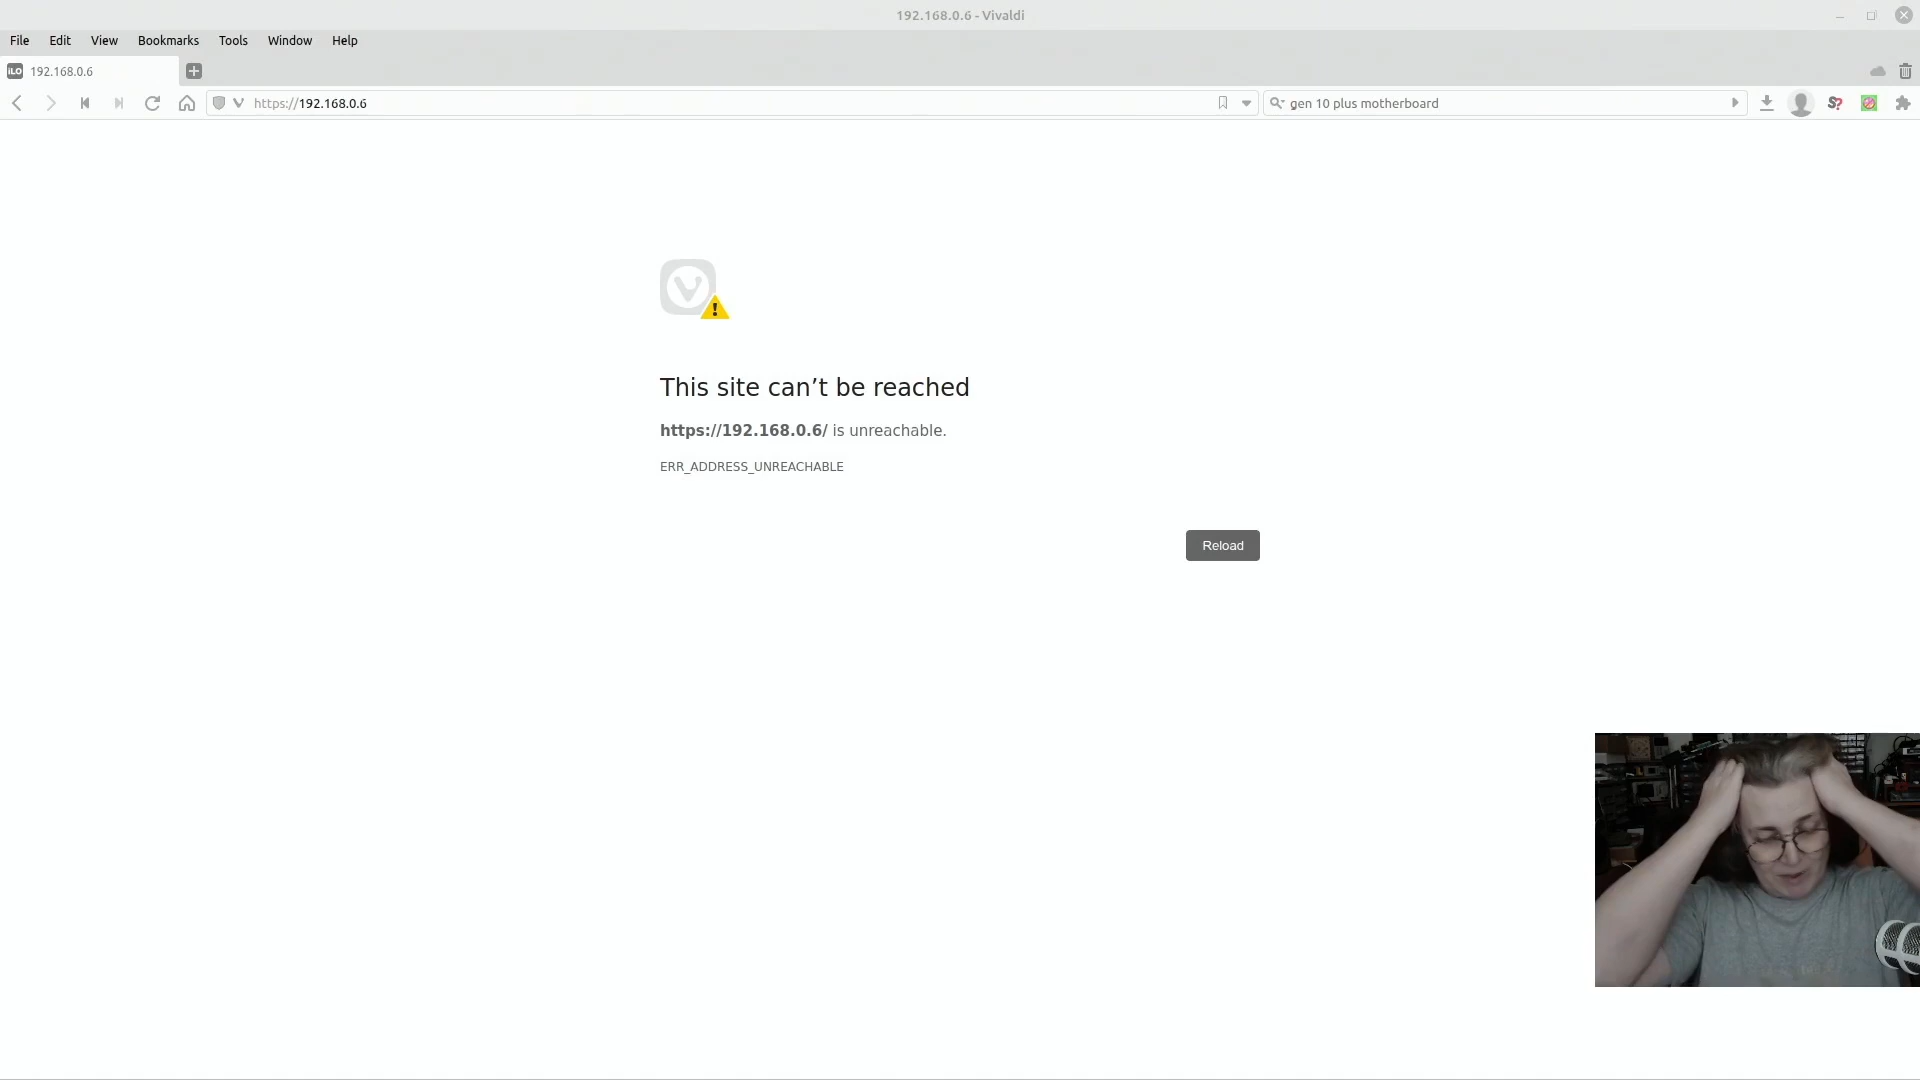 192.168.0.6 - Vivaldi
File Edit View Bookmarks Tools Window Help
iLO 192.168.0.6
https://192.168.0.6 gen 10 plus motherboard S?
This site can’t be reached
https://192.168.0.6/ is unreachable.
ERR_ADDRESS_UNREACHABLE
Reload